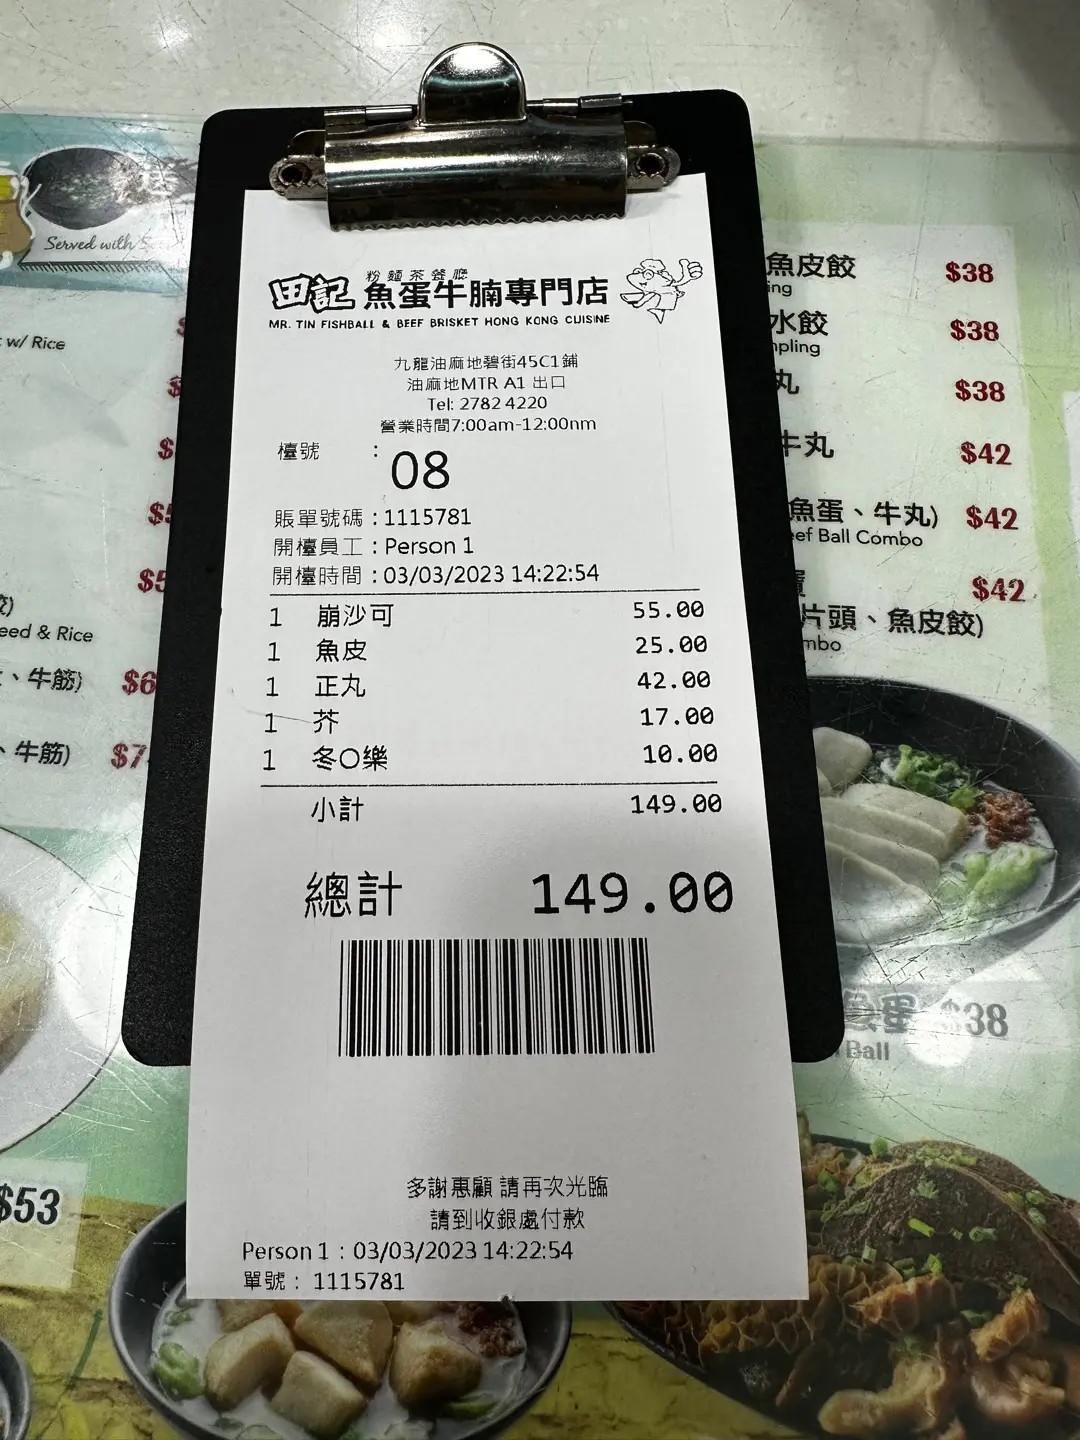 粉麵茶餐廳
田記 魚蛋牛腩專門店
MR. TIN FISHBALL & BEEF BRISKET HONG KONG CUISINE
九龍油麻地碧街45C1鋪
油麻地MTR A1 出口
Tel: 2782 4220
營業時間7:00am-12:00nm
檯號 :
08
賬單號碼 : 1115781
開檯員工 : Person 1
開檯時間 : 03/03/2023 14:22:54
1 崩沙可 55.00
1 魚皮 25.00
1 正丸 42.00
1 芥 17.00
1 冬〇樂 10.00
小計 149.00
總計 149.00
多謝惠顧 請再次光臨
請到收銀處付款
Person 1 : 03/03/2023 14:22:54
單號 : 1115781
Served with
w/ Rice
eed & Rice
、牛筋) $6
、牛筋) $7
$53
魚皮餃 $38
ing
水餃 $38
mpling
丸 $38
牛丸 $42
魚蛋、牛丸) $42
eef Ball Combo
$42
片頭、魚皮餃)
mbo
魚蛋 $38
Ball